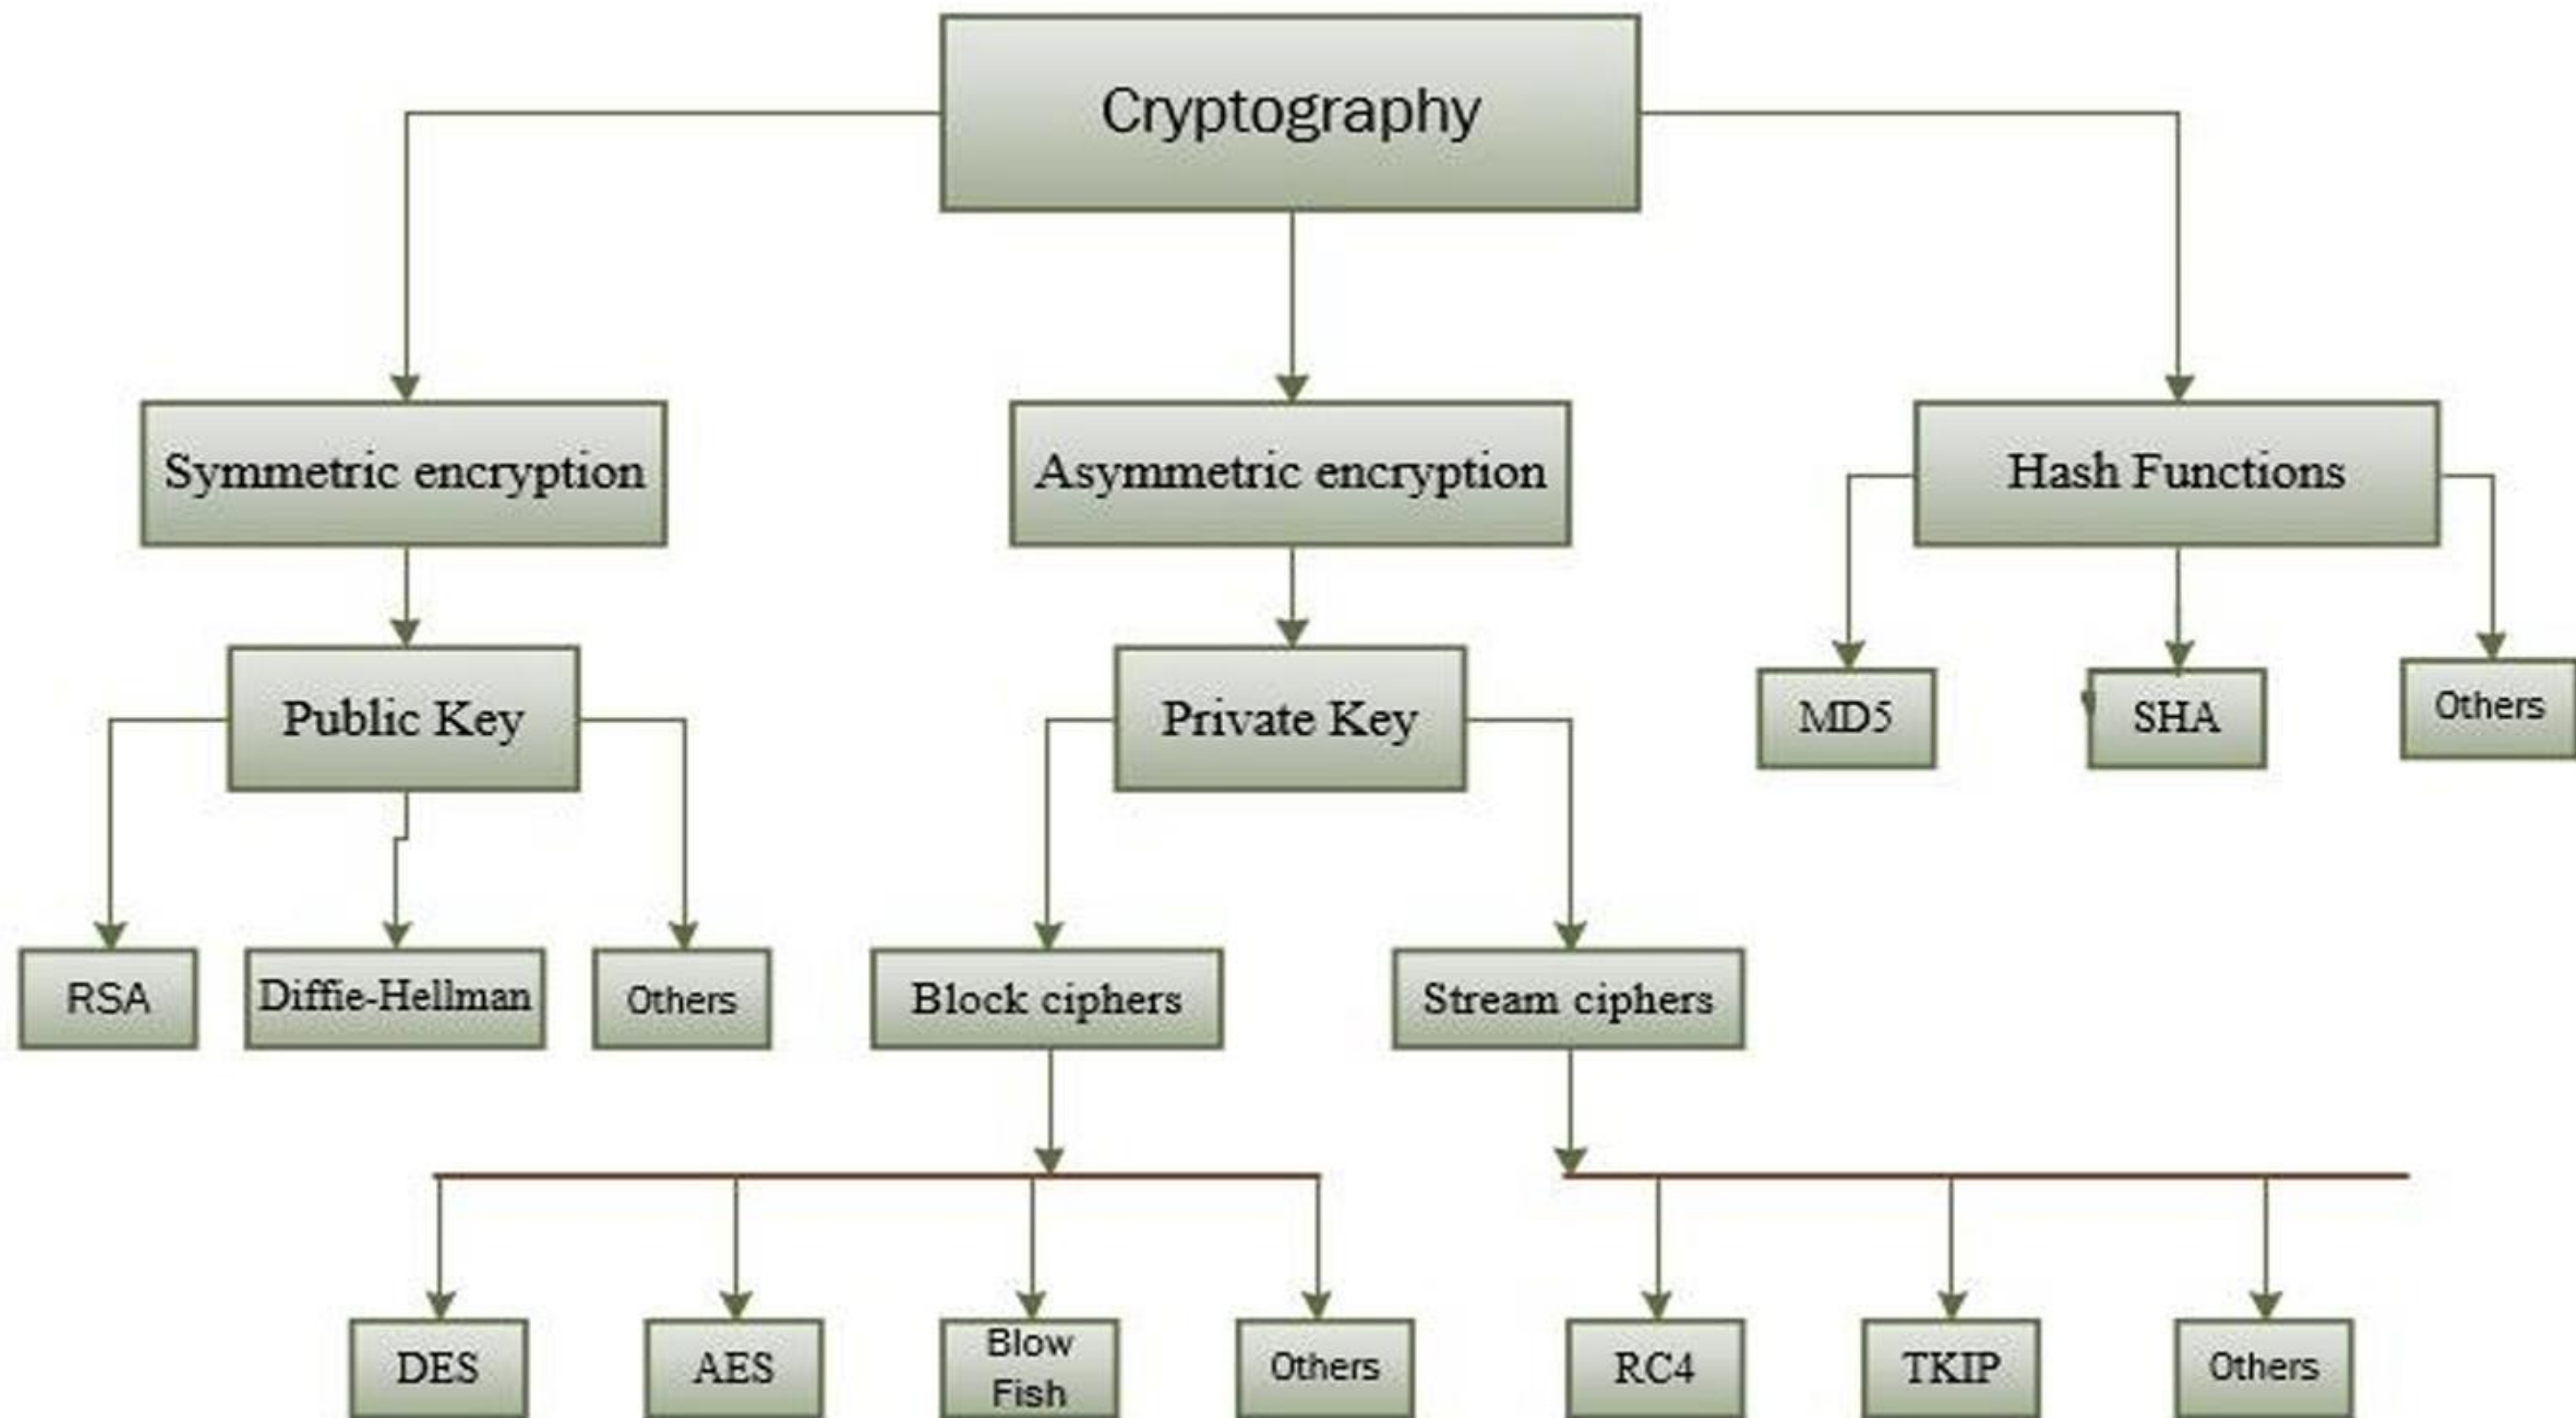 Cryptography
Symmetric encryption
Asymmetric encryption
Hash Functions
Public Key
Private Key
MD5
SHA
Others
RSA
Diffie-Hellman
Others
Block ciphers
Stream ciphers
DES
AES
Blow
Fish
Others
RC4
TKIP
Others